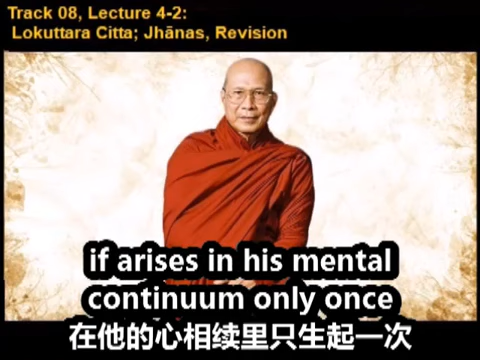 Track 08, Lecture 4-2:
Lokuttara Citta; Jhānas, Revision
if arises in his mental
continuum only once
在他的心相续里只生起一次